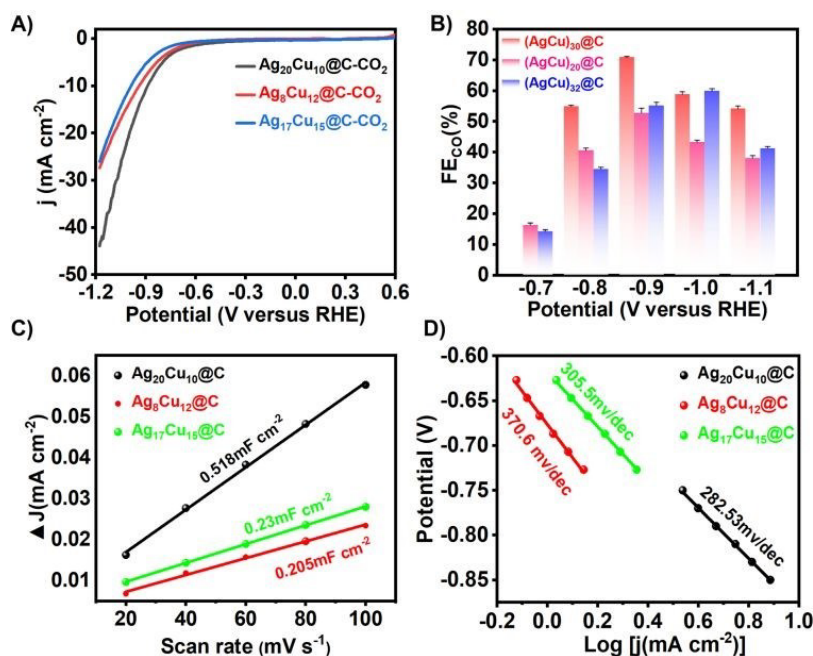 A)
Ag20Cu10@C-CO2
Ag8Cu12@C-CO2
Ag17Cu15@C-CO2
j (mA cm-2)
0
-10
-20
-30
-40
-50
-1.2 -0.9 -0.6 -0.3 0.0 0.3 0.6
Potential (V versus RHE)
B)
(AgCu)30@C
(AgCu)20@C
(AgCu)32@C
FECO(%)
80
70
60
50
40
30
20
10
0
-0.7 -0.8 -0.9 -1.0 -1.1
Potential (V versus RHE)
C)
Ag20Cu10@C
Ag8Cu12@C
Ag17Cu15@C
▲J(mA cm-2)
0.06
0.05
0.04
0.03
0.02
0.01
0.518mF cm-2
0.23mF cm-2
0.205mF cm-2
20 40 60 80 100
Scan rate (mV s-1)
D)
Ag20Cu10@C
Ag8Cu12@C
Ag17Cu15@C
Potential (V)
-0.60
-0.65
-0.70
-0.75
-0.80
-0.85
305.5mv/dec
370.6 mv/dec
282.53mv/dec
-0.2 0.0 0.2 0.4 0.6 0.8 1.0
Log [j(mA cm-2)]